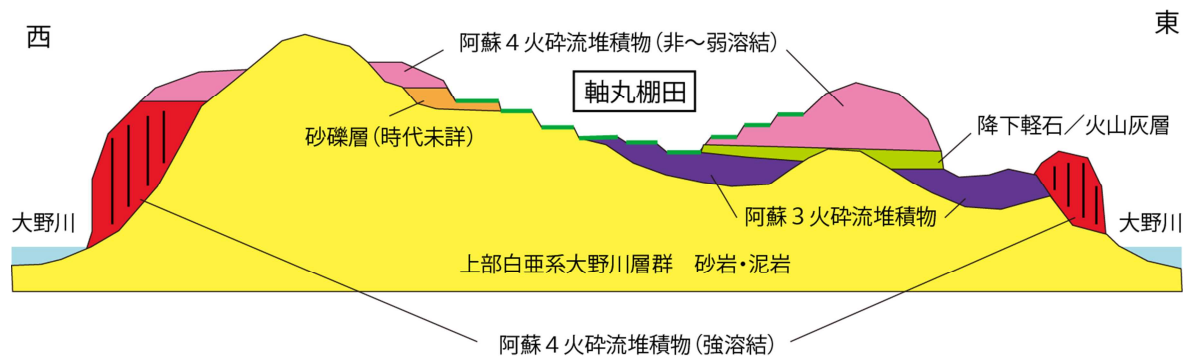 西
東
阿蘇4火砕流堆積物(非〜弱溶結)
軸丸棚田
砂礫層(時代未詳)
降下軽石/火山灰層
大野川
阿蘇3火砕流堆積物
大野川
上部白亜系大野川層群 砂岩・泥岩
阿蘇4火砕流堆積物(強溶結)